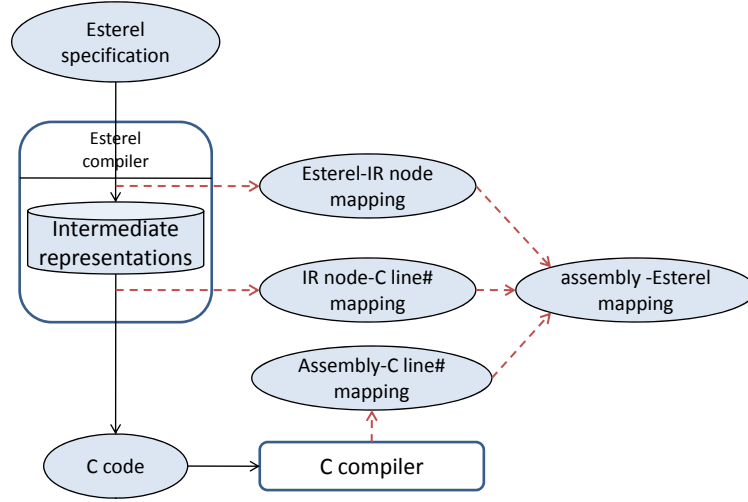 Esterel
specification
Esterel
compiler
Intermediate
representations
Esterel-IR node
mapping
IR node-C line#
mapping
assembly -Esterel
mapping
Assembly-C line#
mapping
C code
C compiler